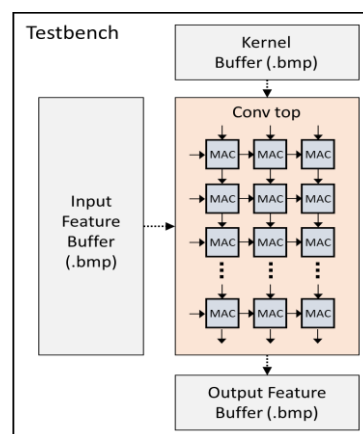 Testbench
Kernel
Buffer (.bmp)
Conv top
MAC MAC MAC
MAC MAC MAC
Input
Feature
Buffer
(.bmp)
MAC MAC MAC
MAC MAC MAC
Output Feature
Buffer (.bmp)